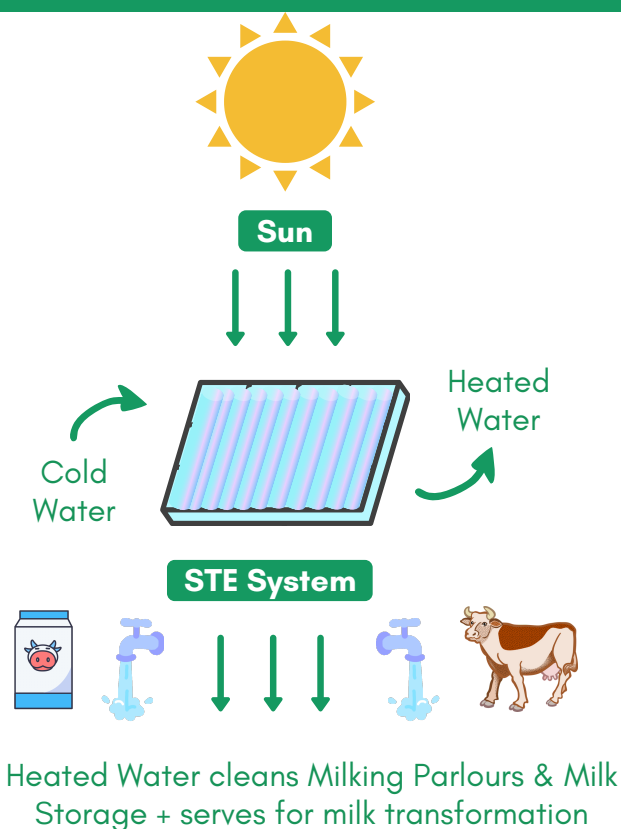 Sun
Heated
Water
Cold
Water
STE System
Heated Water cleans Milking Parlours & Milk
Storage + serves for milk transformation